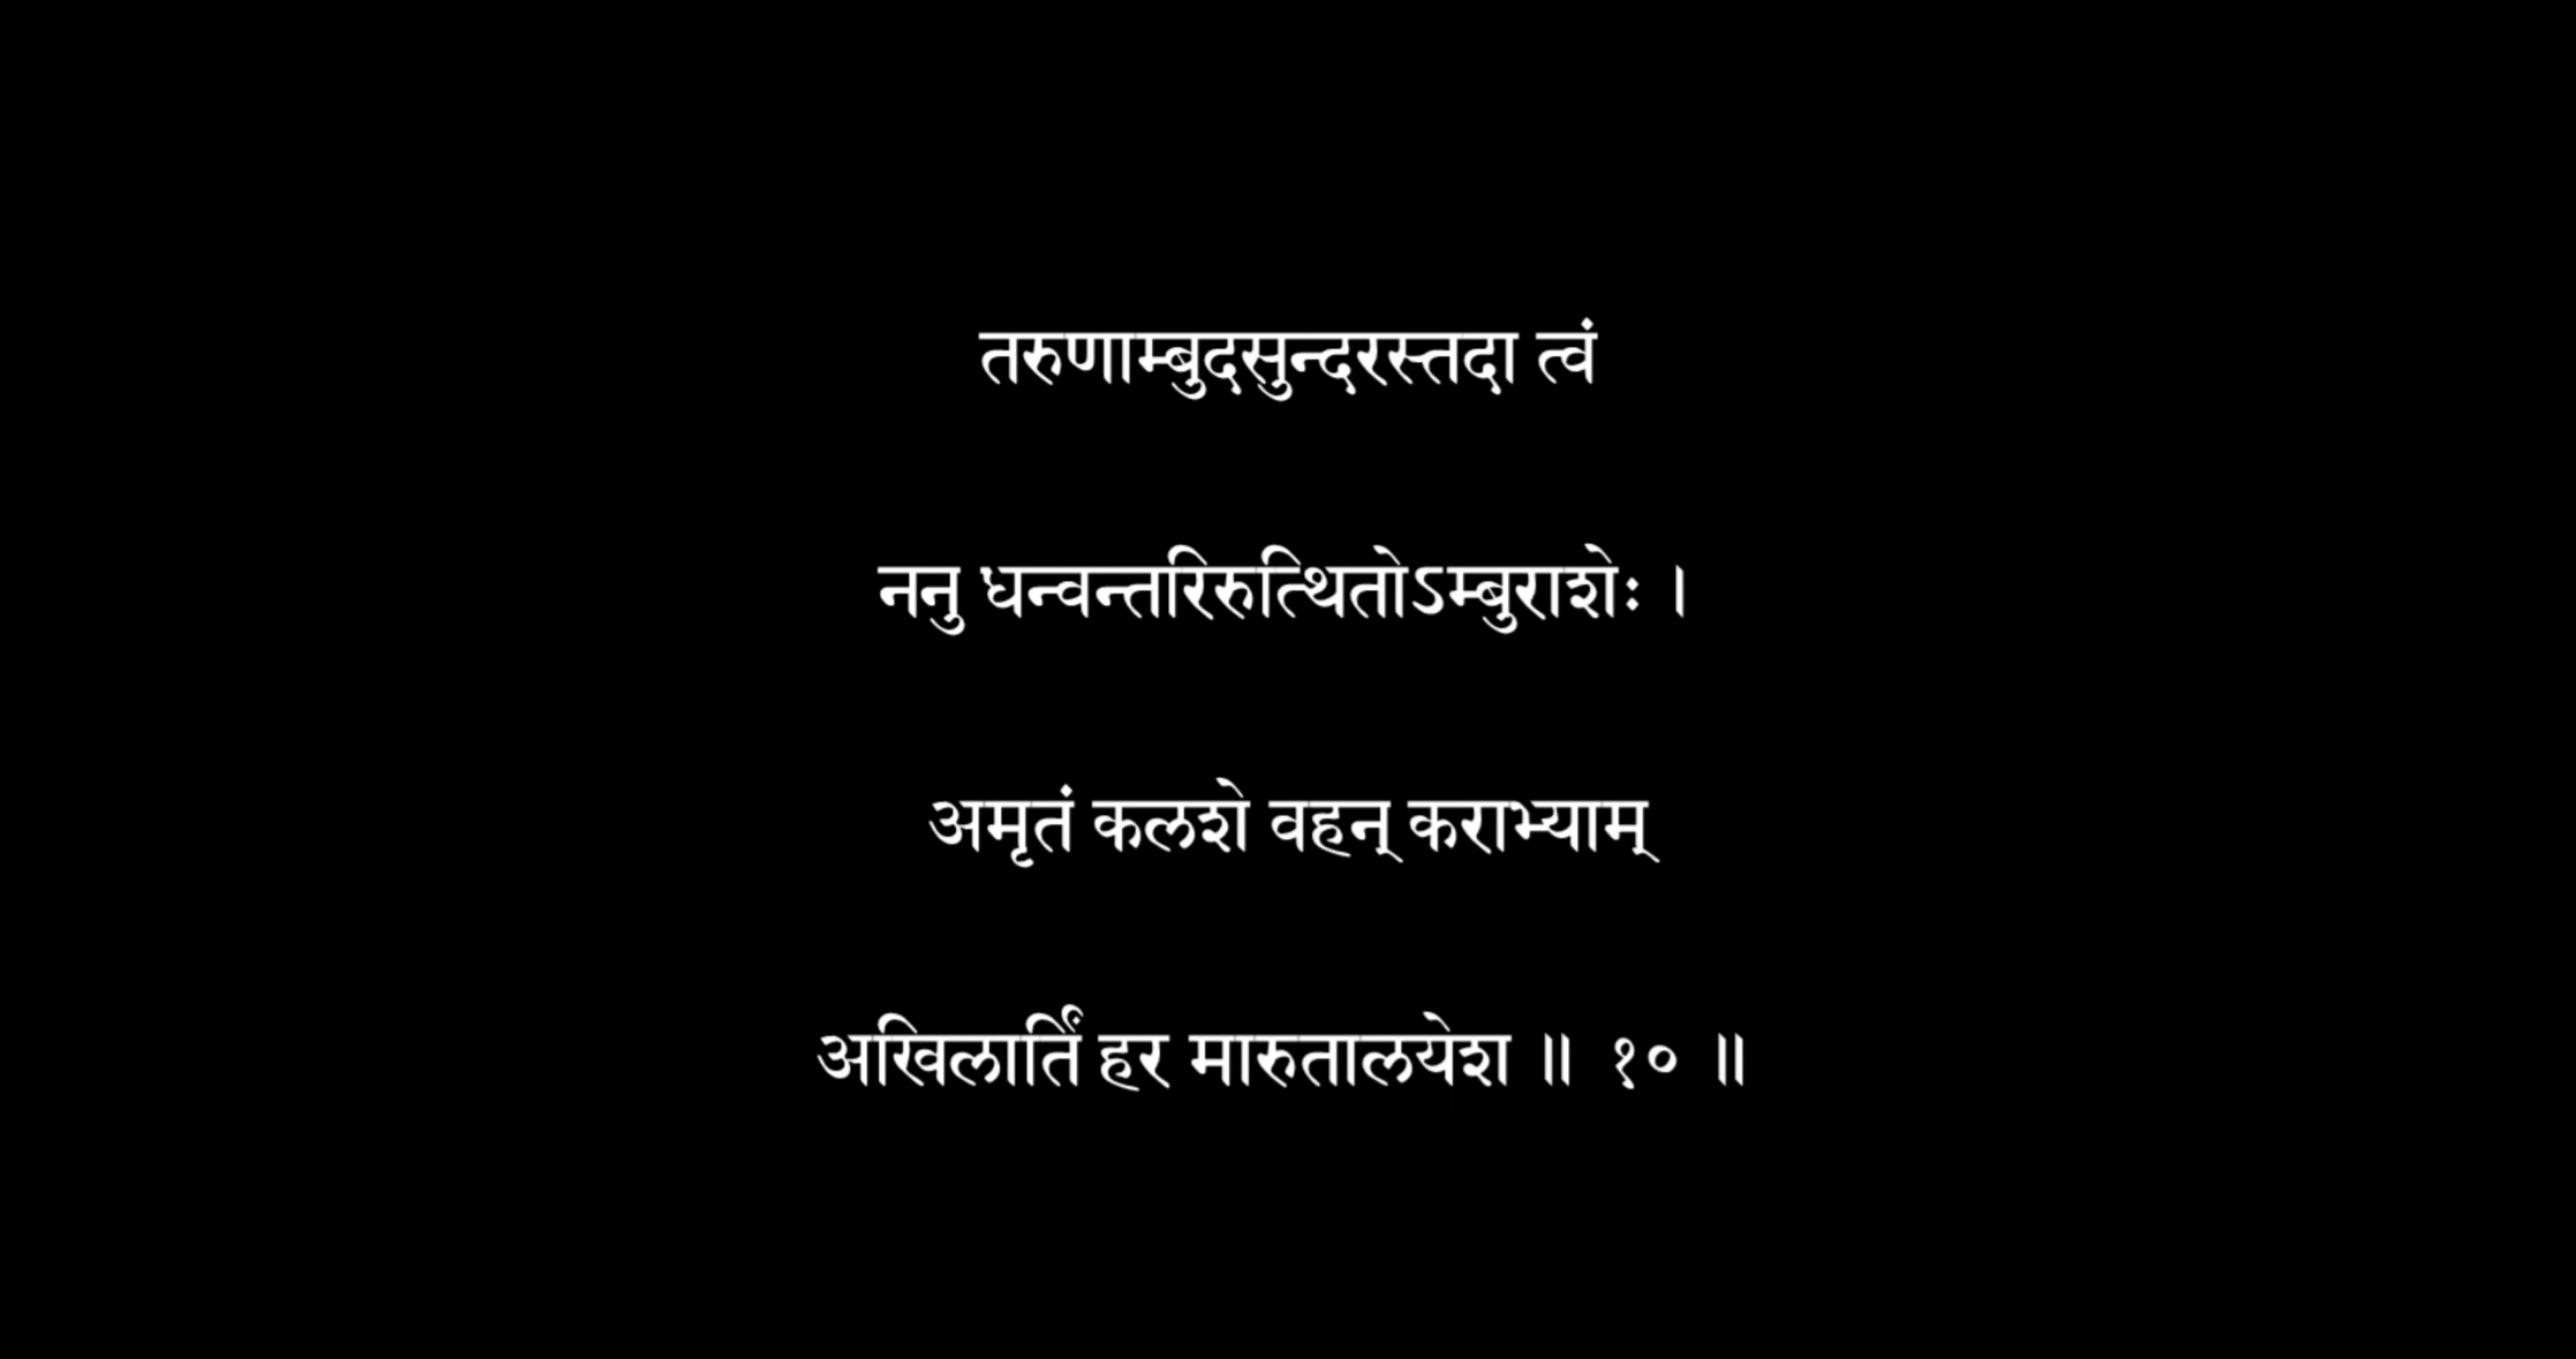 तरुणाम्बुदसुन्दरस्तदा त्वं
ननु धन्वन्तरिरुत्थितोऽम्बुराशेः ।
अमृतं कलशे वहन् कराभ्याम्
अखिलार्तिं हर मारुतालयेश ॥ १० ॥